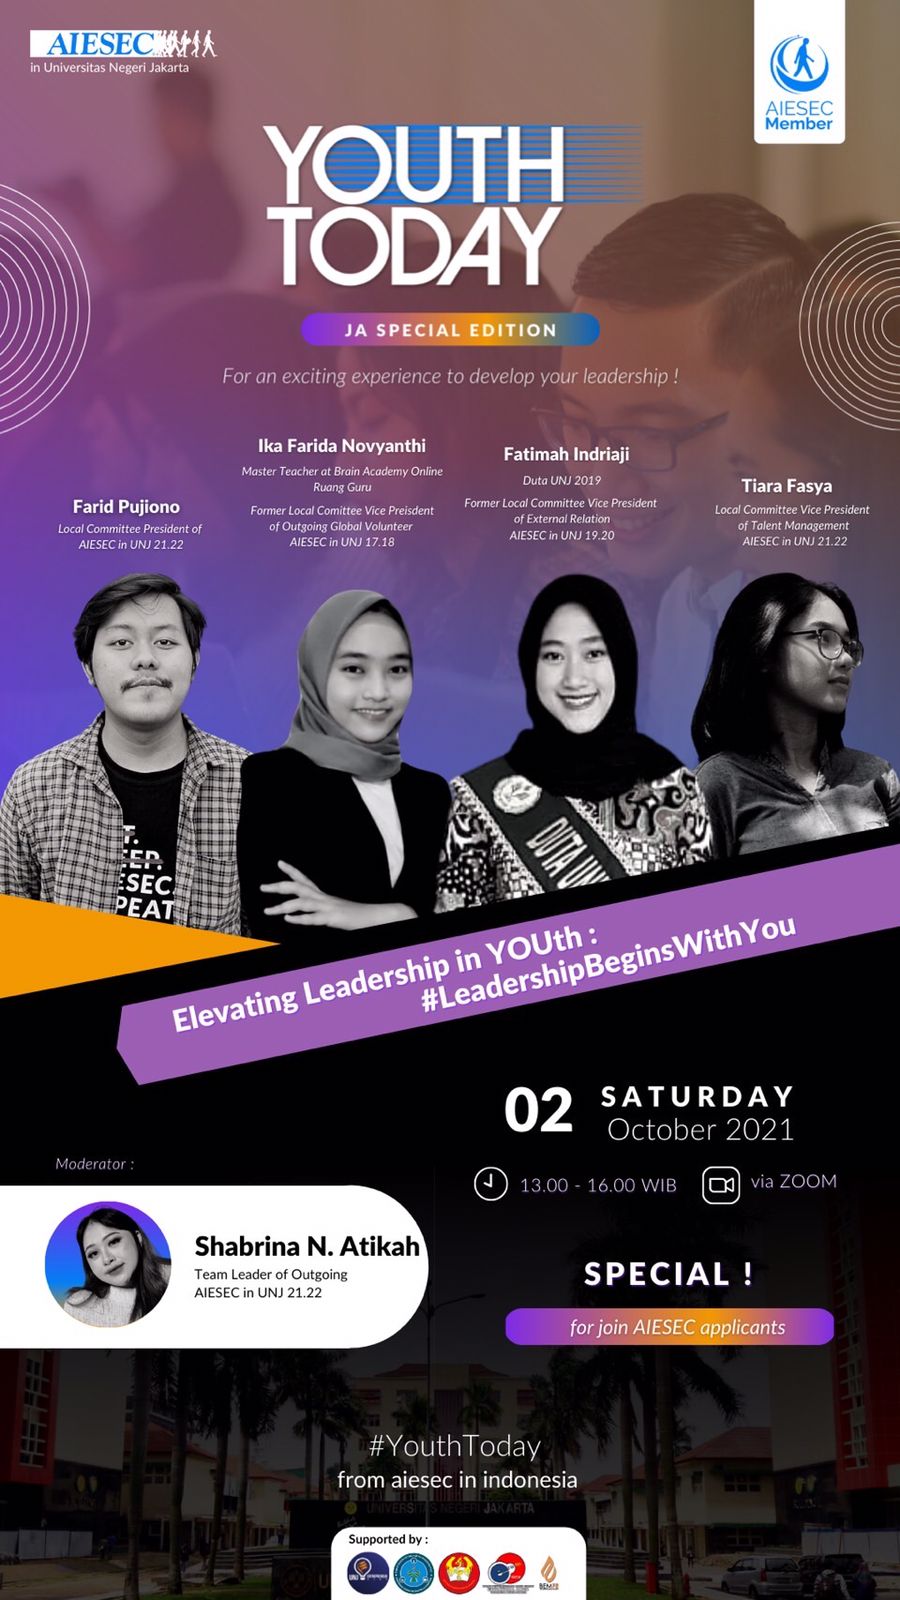 AIESEC
in Universitas Negeri Jakarta
AIESEC
Member
YOUTH
TODAY
JA SPECIAL EDITION
For an exciting experience to develop your leadership !
Farid Pujiono
Local Committee President of
AIESEC in UNJ 21.22
Ika Farida Novyanthi
Master Teacher at Brain Academy Online
Ruang Guru
Former Local Comittee Vice Preisdent
of Outgoing Global Volunteer
AIESEC in UNJ 17.18
Fatimah Indriaji
Duta UNJ 2019
Former Local Committee Vice President
of External Relation
AIESEC in UNJ 19.20
Tiara Fasya
Local Committee Vice President
of Talent Management
AIESEC in UNJ 21.22
DUTA UNJ
Elevating Leadership in YOUth :
#LeadershipBeginsWithYou
02 SATURDAY
October 2021
13.00 - 16.00 WIB
via ZOOM
Moderator :
Shabrina N. Atikah
Team Leader of Outgoing
AIESEC in UNJ 21.22
SPECIAL !
for join AIESEC applicants
#YouthToday
from aiesec in indonesia
UNIVERSITAS NEGERI JAKARTA
Supported by :